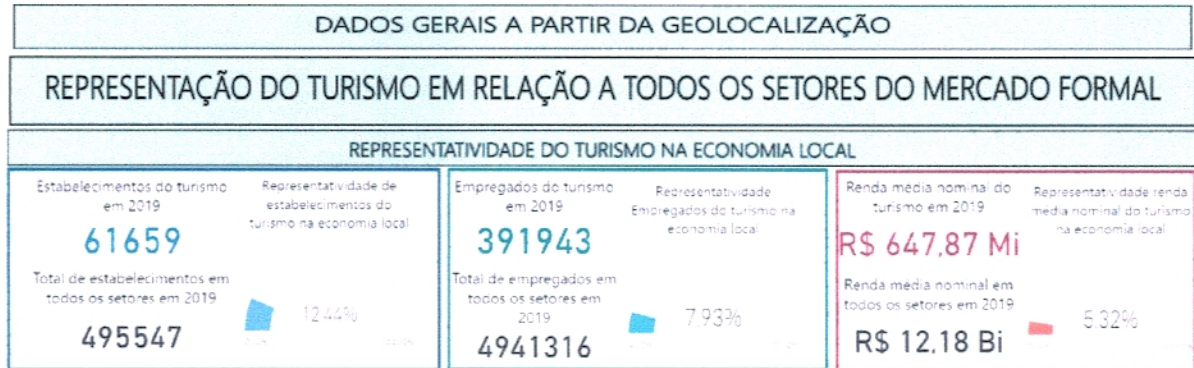 DADOS GERAIS A PARTIR DA GEOLOCALIZAÇÃO
REPRESENTAÇÃO DO TURISMO EM RELAÇÃO A TODOS OS SETORES DO MERCADO FORMAL
REPRESENTATIVIDADE DO TURISMO NA ECONOMIA LOCAL
Estabelecimentos do turismo
em 2019
61659
Total de estabelecimentos em
todos os setores em 2019
495547
Representatividade de
estabelecimentos do
turismo na economia local
12.44%
Empregados do turismo
em 2019
391943
Total de empregados em
todos os setores em
2019
4941316
Representatividade
Empregados do turismo na
economia local
7.93%
Renda média nominal do
turismo em 2019
R$ 647,87 Mi
Renda média nominal em
todos os setores em 2019
R$ 12,18 Bi
Representatividade renda
média nominal do turismo
na economia local
5.32%